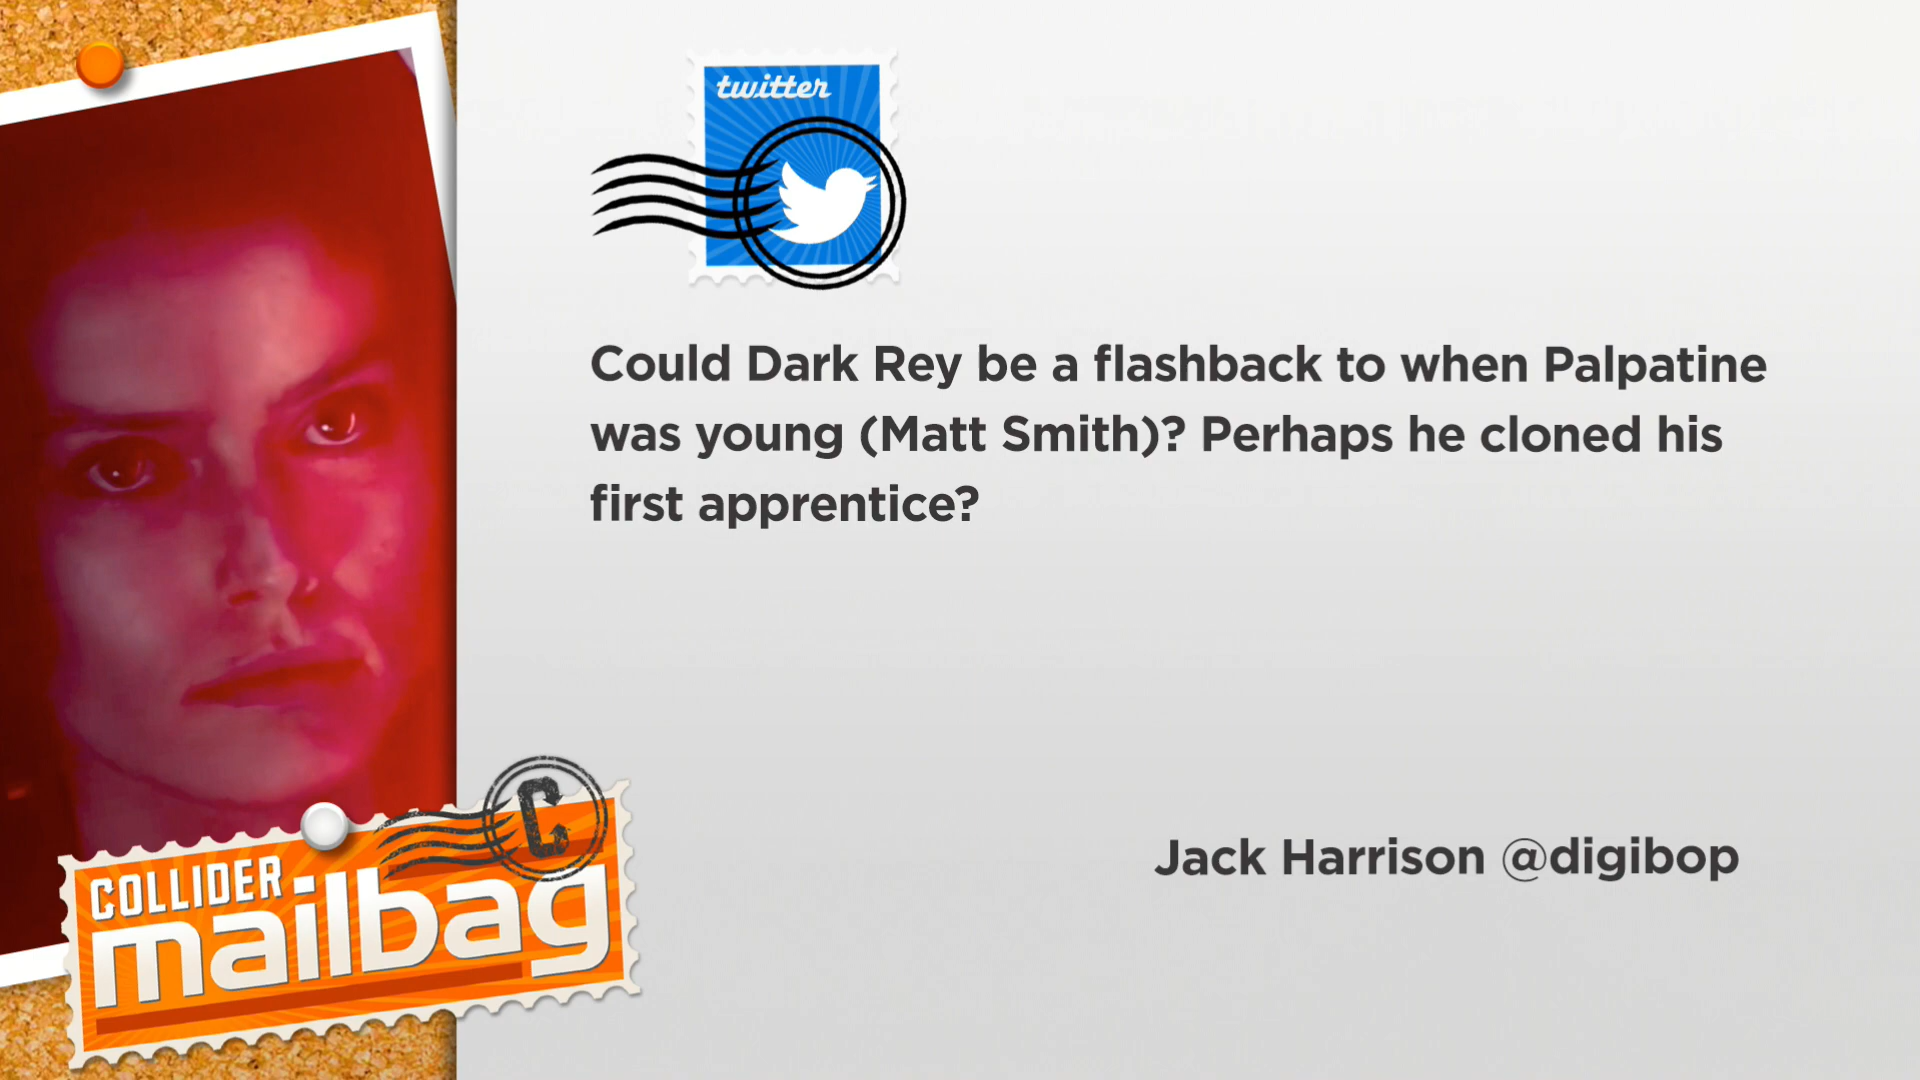 twitter
Could Dark Rey be a flashback to when Palpatine
was young (Matt Smith)? Perhaps he cloned his
first apprentice?
Jack Harrison @digibop
COLLIDER
mailbag